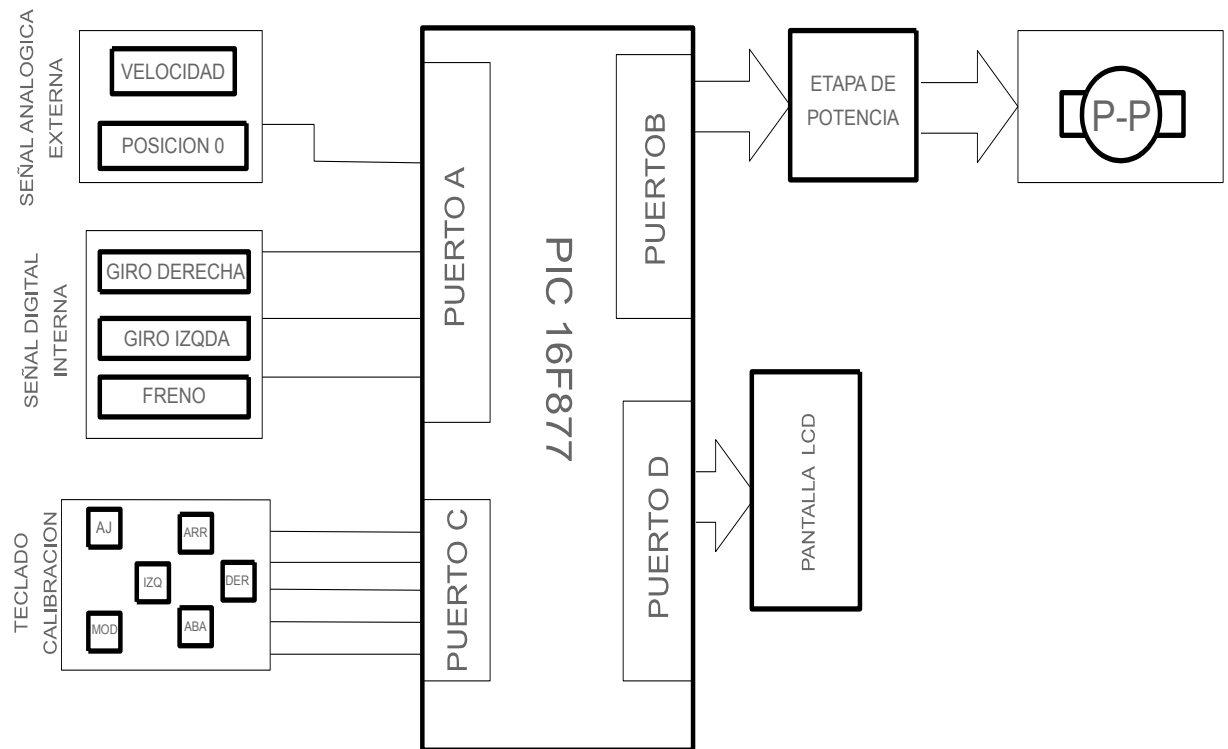 SEÑAL ANALOGICA
EXTERNA
VELOCIDAD
POSICION 0
SEÑAL DIGITAL
INTERNA
GIRO DERECHA
GIRO IZQDA
FRENO
TECLADO
CALIBRACION
AJ
ARR
IZQ
DER
MOD
ABA
PUERTO A
PUERTO C
PIC 16F877
PUERTOB
PUERTO D
ETAPA DE
POTENCIA
P-P
PANTALLA LCD